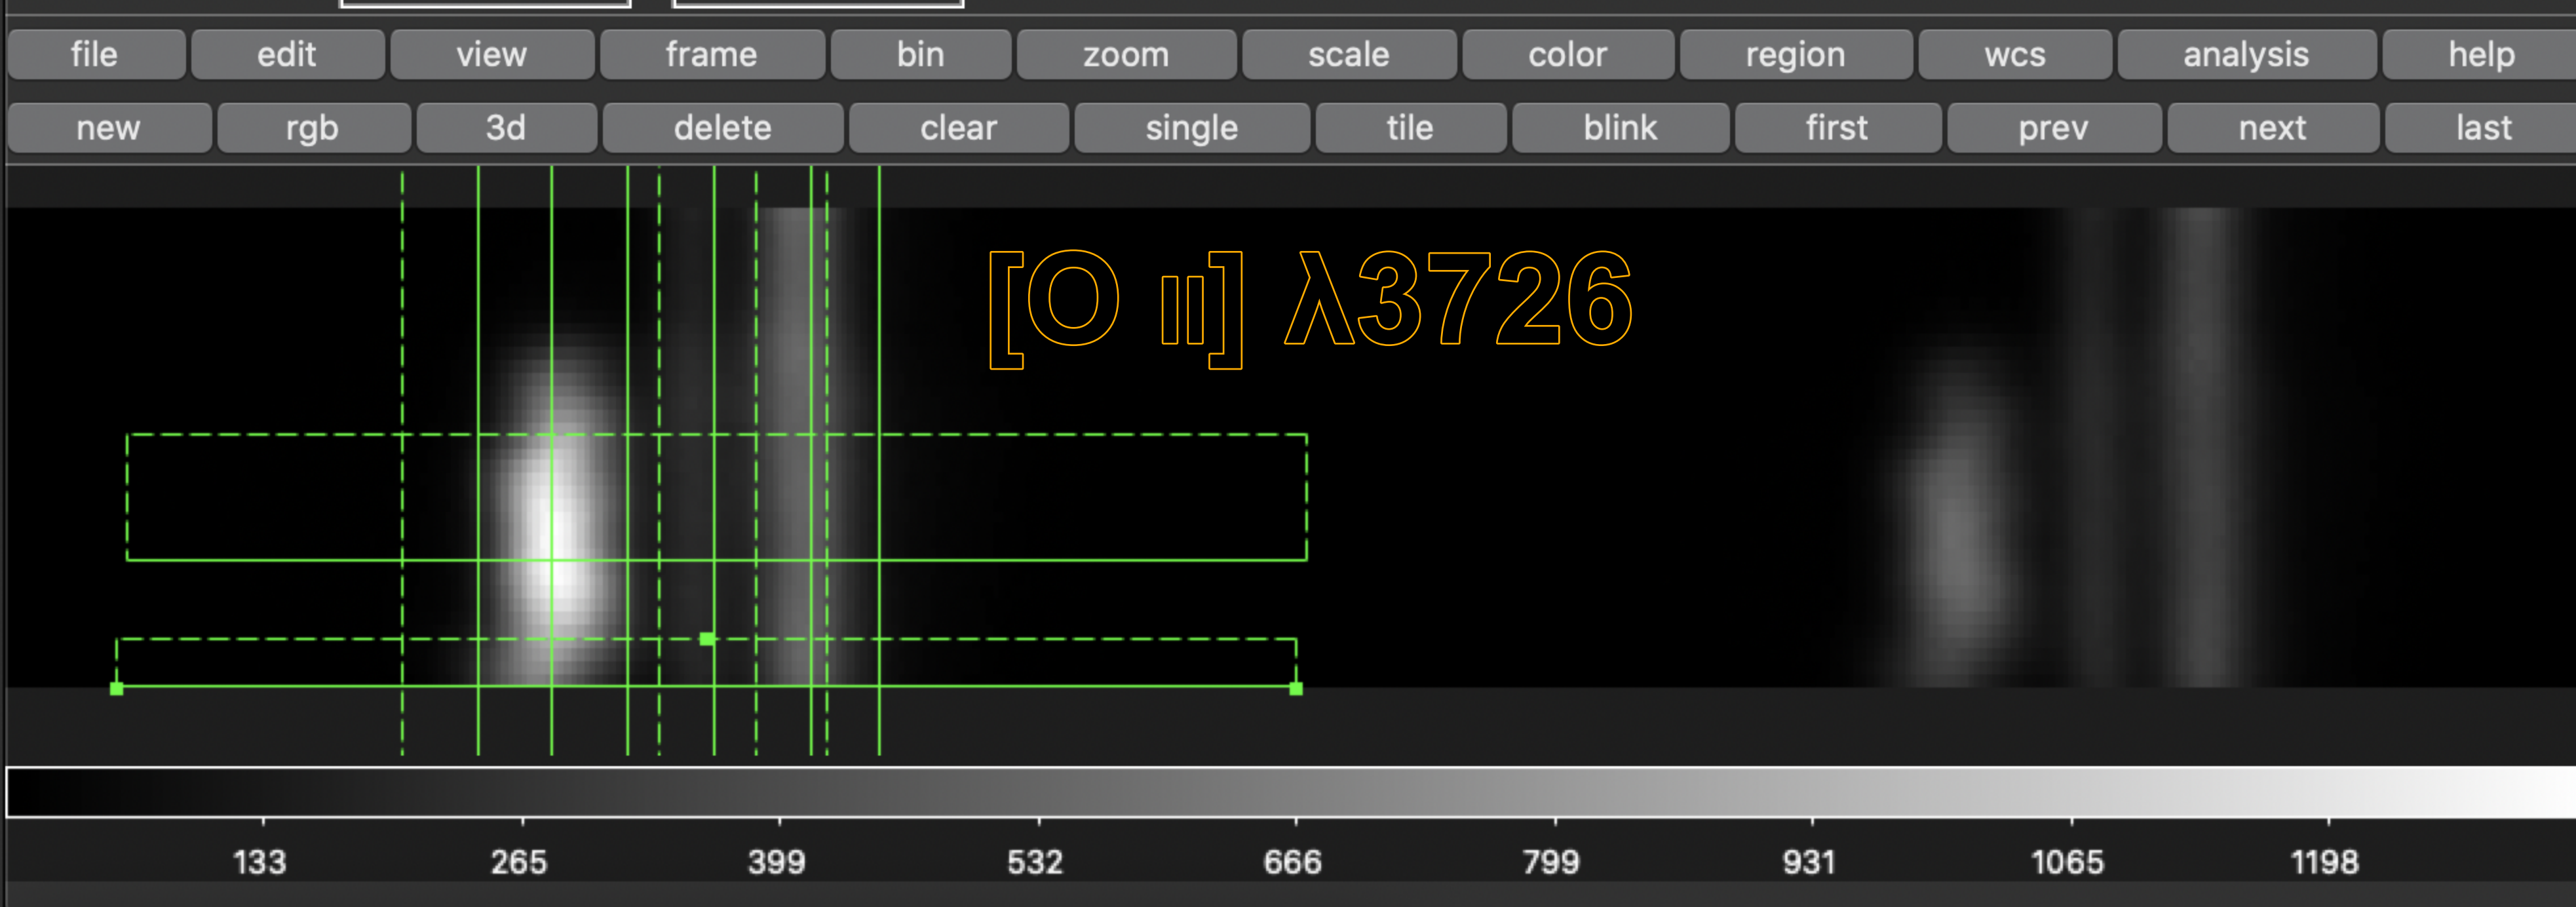 file edit view frame bin zoom scale color region wcs analysis help
new rgb 3d delete clear single tile blink first prev next last
[O II] λ3726
133 265 399 532 666 799 931 1065 1198